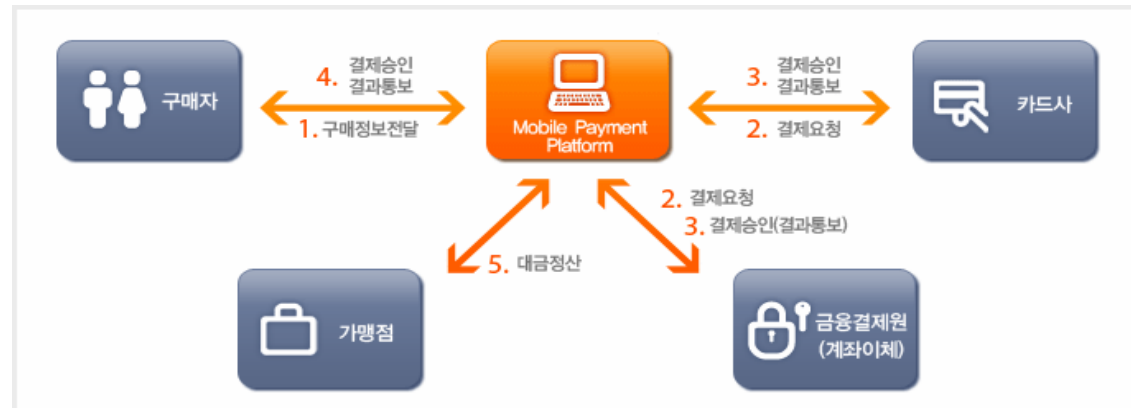 구매자
4. 결제승인
결과통보
1. 구매정보전달
Mobile Payment
Platform
3. 결제승인
결과통보
2. 결제요청
카드사
2. 결제요청
3. 결제승인(결과통보)
5. 대금정산
가맹점
금융결제원
(계좌이체)